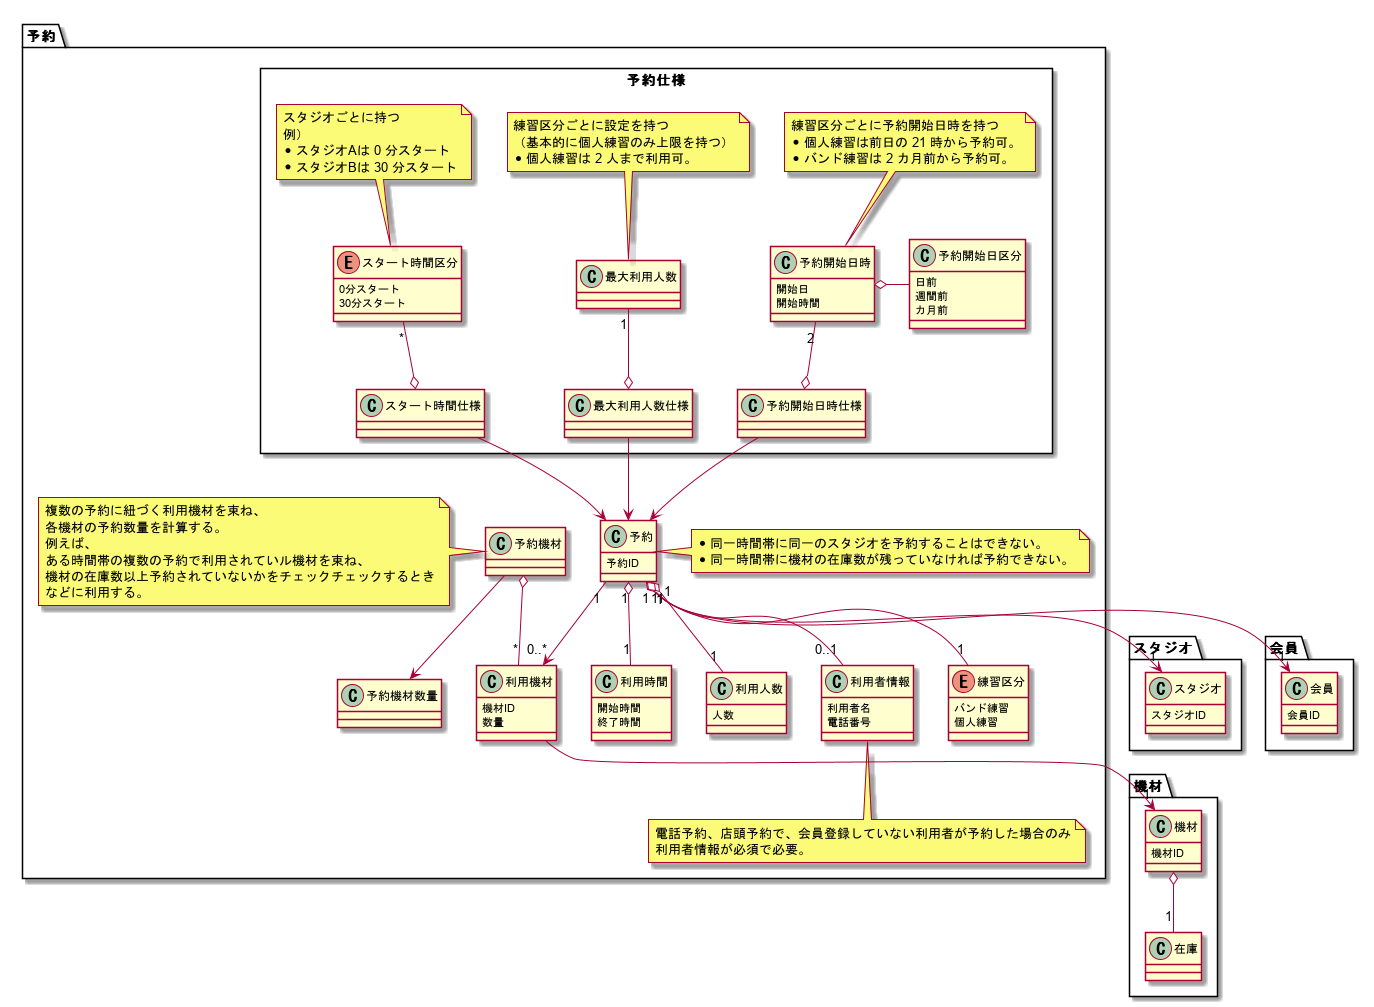 予約
予約仕様
スタジオごとに持つ
例）
• スタジオAは 0 分スタート
• スタジオBは 30 分スタート
練習区分ごとに設定を持つ
（基本的に個人練習のみ上限を持つ）
• 個人練習は 2 人まで利用可。
練習区分ごとに予約開始日時を持つ
• 個人練習は前日の 21 時から予約可。
• バンド練習は 2 カ月前から予約可。
E スタート時間区分
0分スタート
30分スタート
C 最大利用人数
C 予約開始日時
開始日
開始時間
C 予約開始日区分
日前
週間前
カ月前
*
1
2
C スタート時間仕様
C 最大利用人数仕様
C 予約開始日時仕様
複数の予約に紐づく利用機材を束ね、
各機材の予約数量を計算する。
例えば、
ある時間帯の複数の予約で利用されていル機材を束ね、
機材の在庫数以上予約されていないかをチェックチェックするとき
などに利用する。
C 予約機材
C 予約
予約ID
• 同一時間帯に同一のスタジオを予約することはできない。
• 同一時間帯に機材の在庫数が残っていなければ予約できない。
1
1
1
1
1
1
*
0..*
1
1
0..1
1
1
1
スタジオ
会員
C 予約機材数量
C 利用機材
機材ID
数量
C 利用時間
開始時間
終了時間
C 利用人数
人数
C 利用者情報
利用者名
電話番号
E 練習区分
バンド練習
個人練習
C スタジオ
スタジオID
C 会員
会員ID
電話予約、店頭予約で、会員登録していない利用者が予約した場合のみ
利用者情報が必須で必要。
機材
1
C 機材
機材ID
1
C 在庫